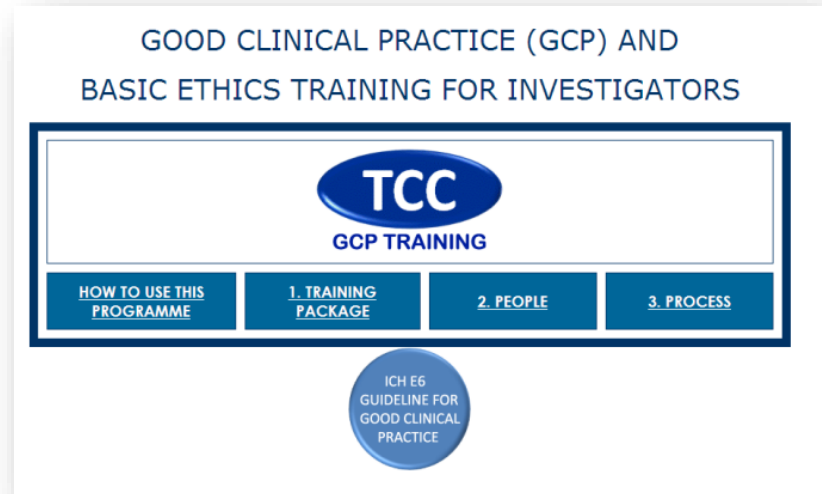 GOOD CLINICAL PRACTICE (GCP) AND
BASIC ETHICS TRAINING FOR INVESTIGATORS
TCC
GCP TRAINING
HOW TO USE THIS
PROGRAMME
1. TRAINING
PACKAGE
2. PEOPLE
3. PROCESS
ICH E6
GUIDELINE FOR
GOOD CLINICAL
PRACTICE